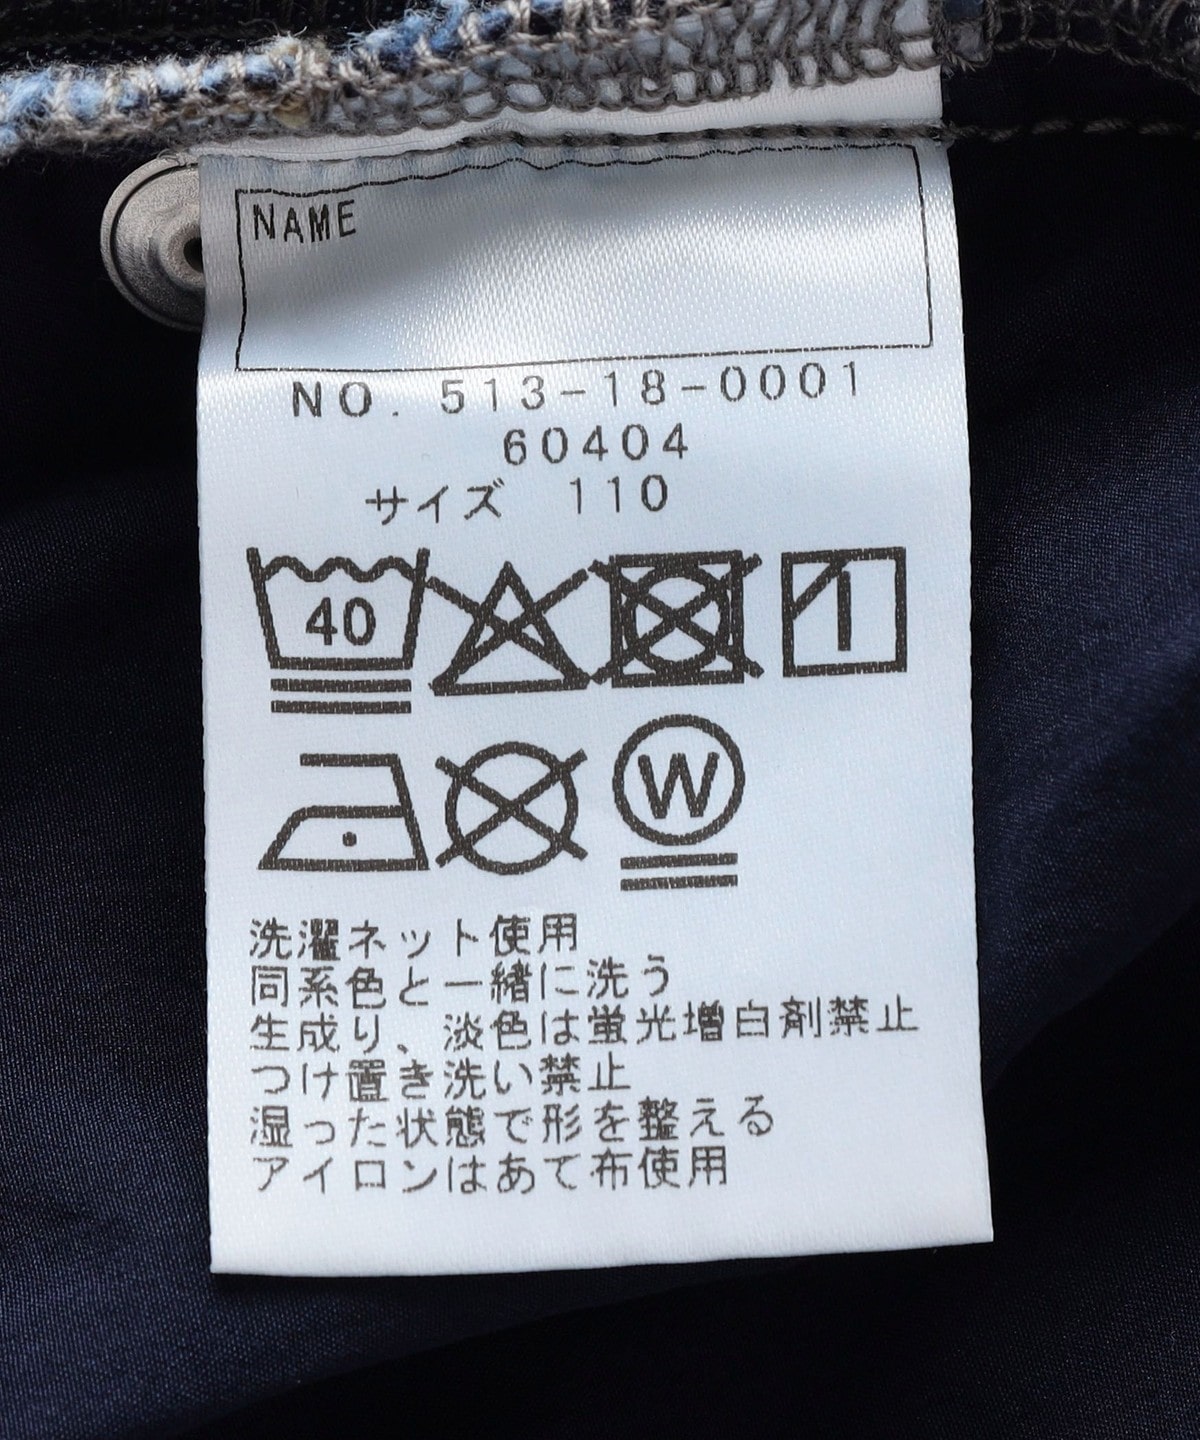 NAME
NO. 513-18-0001
60404
サイズ 110
40
W
洗濯ネット使用
同系色と一緒に洗う
生成り、淡色は蛍光増白剤禁止
つけ置き洗い禁止
湿った状態で形を整える
アイロンはあて布使用